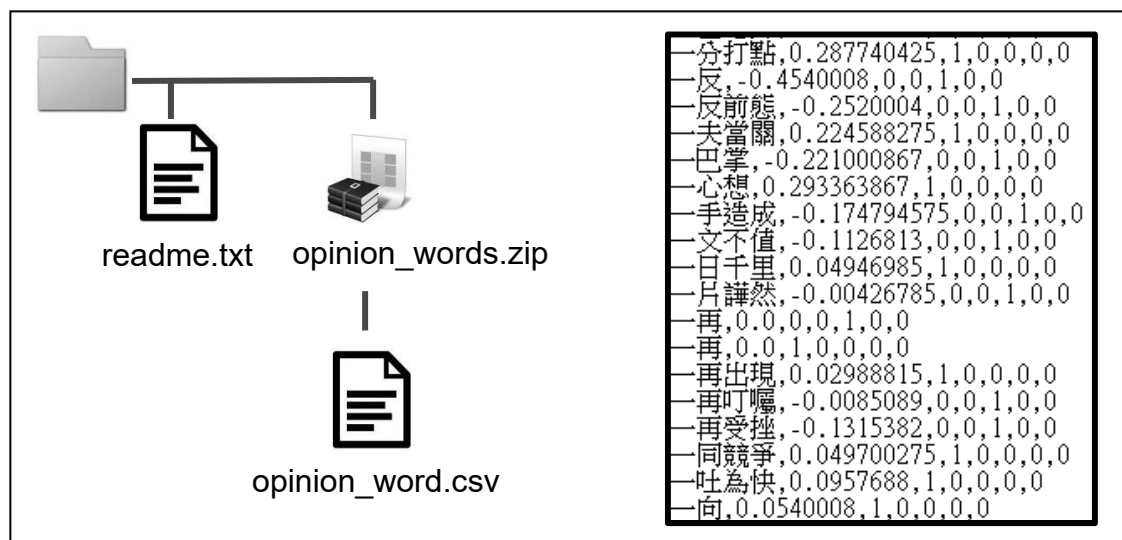 readme.txt
opinion_words.zip
opinion_word.csv
一分打點,0.287740425,1,0,0,0,0
一反,-0.4540008,0,0,1,0,0
一反前態,-0.2520004,0,0,1,0,0
一夫當關,0.224588275,1,0,0,0,0
一巴掌,-0.221000867,0,0,1,0,0
一心想,0.293363867,1,0,0,0,0
一手造成,-0.174794575,0,0,1,0,0
一文不值,-0.1126813,0,0,1,0,0
一日千里,0.04946985,1,0,0,0,0
一片譁然,-0.00426785,0,0,1,0,0
一再,0.0,0,0,1,0,0
一再,0.0,1,0,0,0,0
一再出現,0.02988815,1,0,0,0,0
一再叮囑,-0.0085089,0,0,1,0,0
一再受挫,-0.1315382,0,0,1,0,0
一同競爭,0.049700275,1,0,0,0,0
一吐為快,0.0957688,1,0,0,0,0
一向,0.0540008,1,0,0,0,0